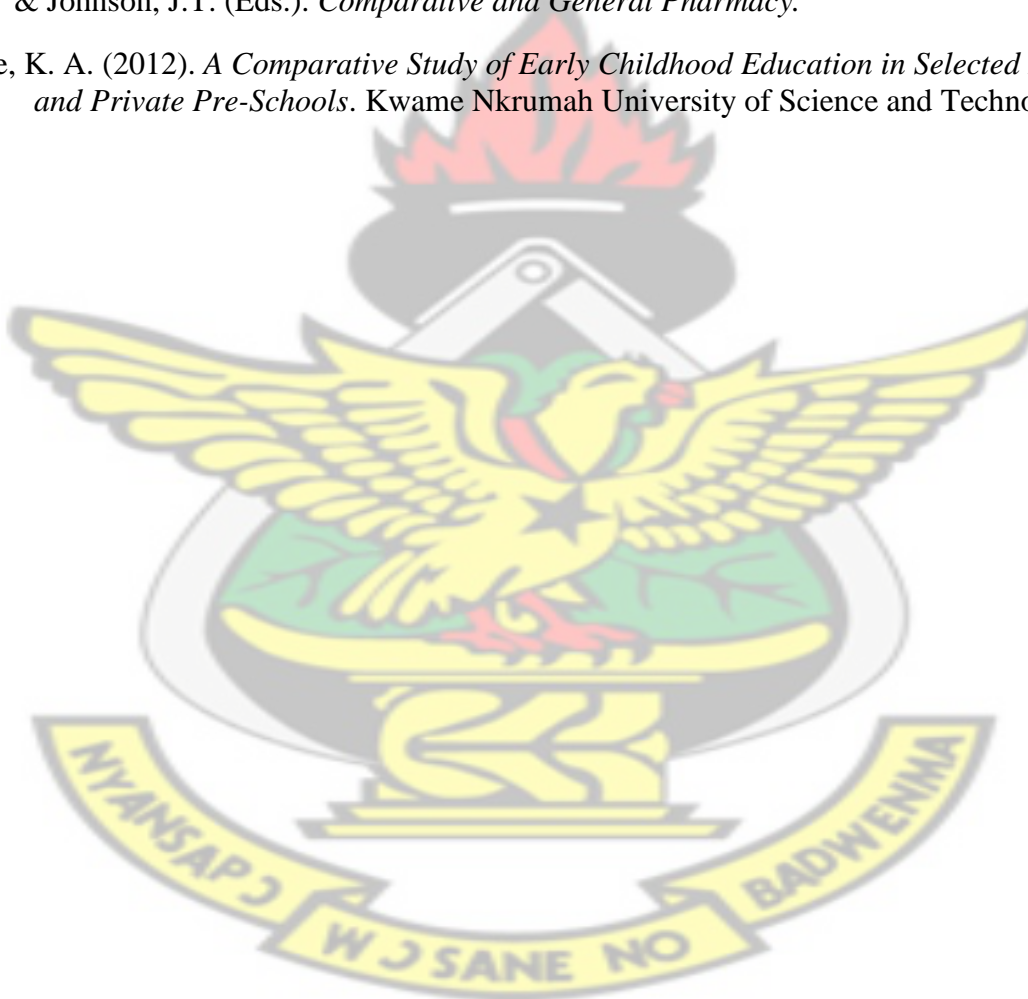 & Johnson, J.T. (Eds.). Comparative and General Pharmacy.
e, K. A. (2012). A Comparative Study of Early Childhood Education in Selected
and Private Pre-Schools. Kwame Nkrumah University of Science and Techno
NYANSAPƆ
WƆSANE NO
BADWENMA